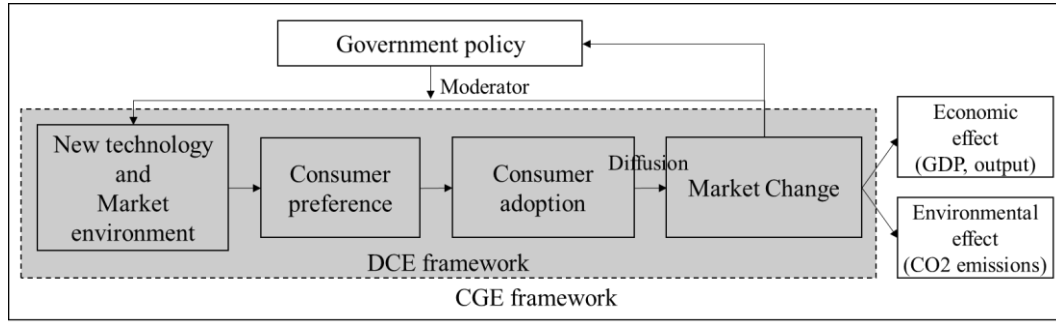 Government policy
Moderator
New technology
and
Market
environment
Consumer
preference
Consumer
adoption
Diffusion
Market Change
Economic
effect
(GDP, output)
Environmental
effect
(CO2 emissions)
DCE framework
CGE framework